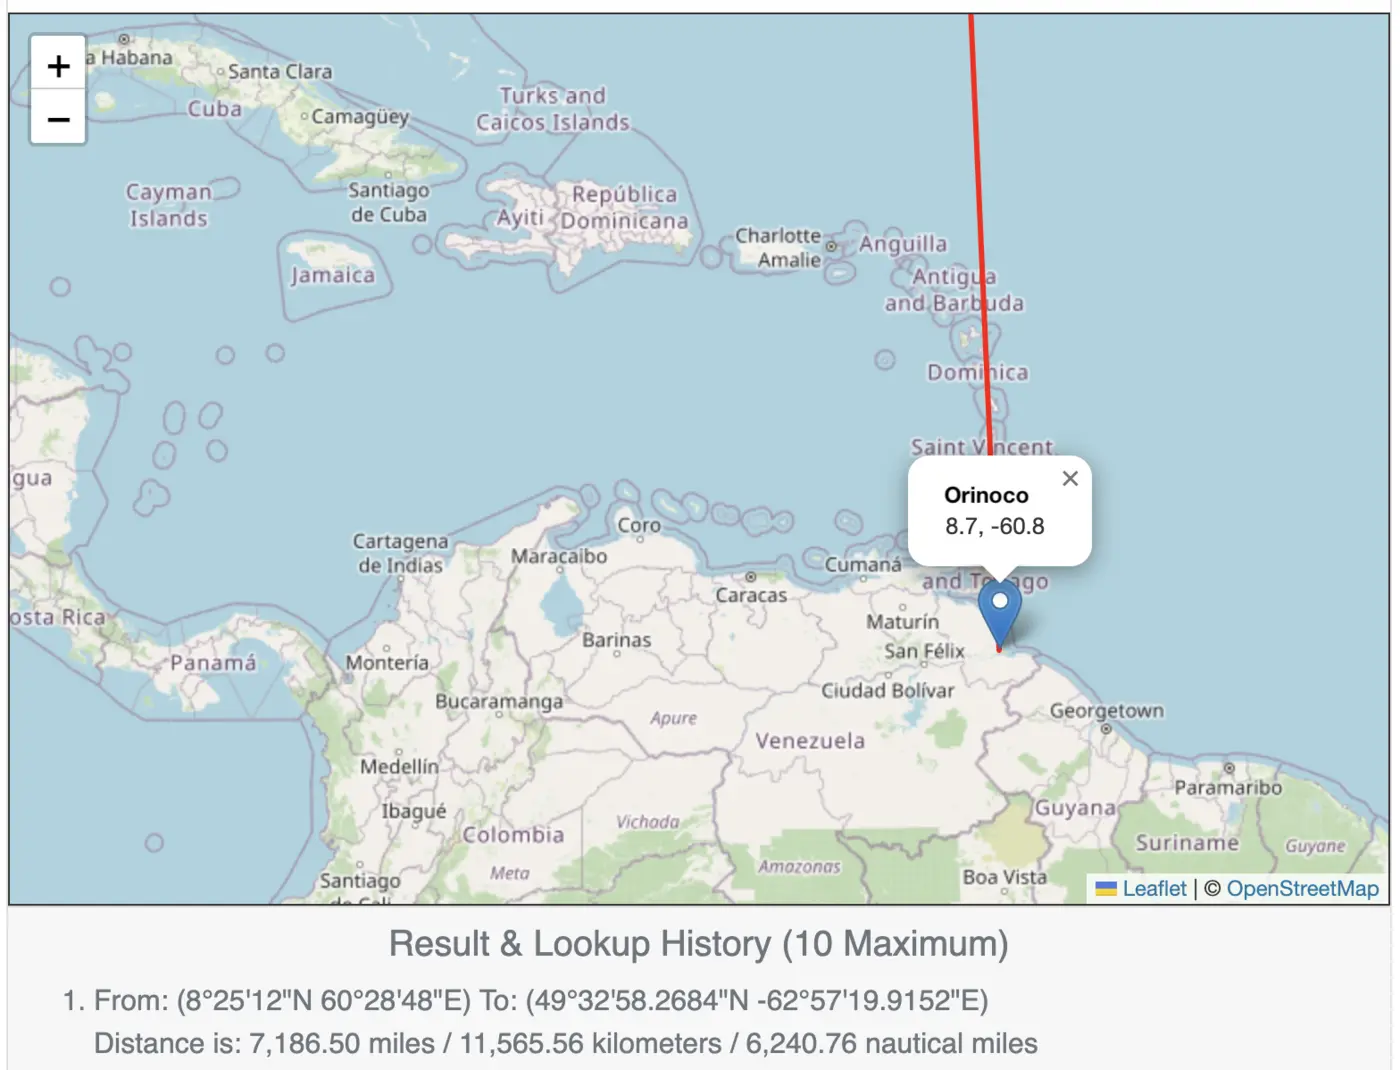 +
−
a Habana
Santa Clara
Cuba
Camagüey
Turks and
Caicos Islands
Cayman
Islands
Santiago
de Cuba
Ayiti
República
Dominicana
Jamaica
Charlotte
Amalie
Anguilla
Antigua
and Barbuda
Dominica
Saint Vincent
gua
Orinoco
×
8.7, -60.8
Coro
Cartagena
de Indias
Maracaibo
Cumaná
and Tobago
Caracas
osta Rica
Maturín
Barinas
San Félix
Panamá
Montería
Ciudad Bolívar
Bucaramanga
Apure
Georgetown
Venezuela
Medellín
Paramaribo
Ibagué
Vichada
Guyana
Colombia
Suriname
Guyane
Meta
Amazonas
Boa Vista
Santiago
de Cali
Leaflet | © OpenStreetMap
Result & Lookup History (10 Maximum)
1. From: (8°25'12"N 60°28'48"E) To: (49°32'58.2684"N -62°57'19.9152"E)
Distance is: 7,186.50 miles / 11,565.56 kilometers / 6,240.76 nautical miles